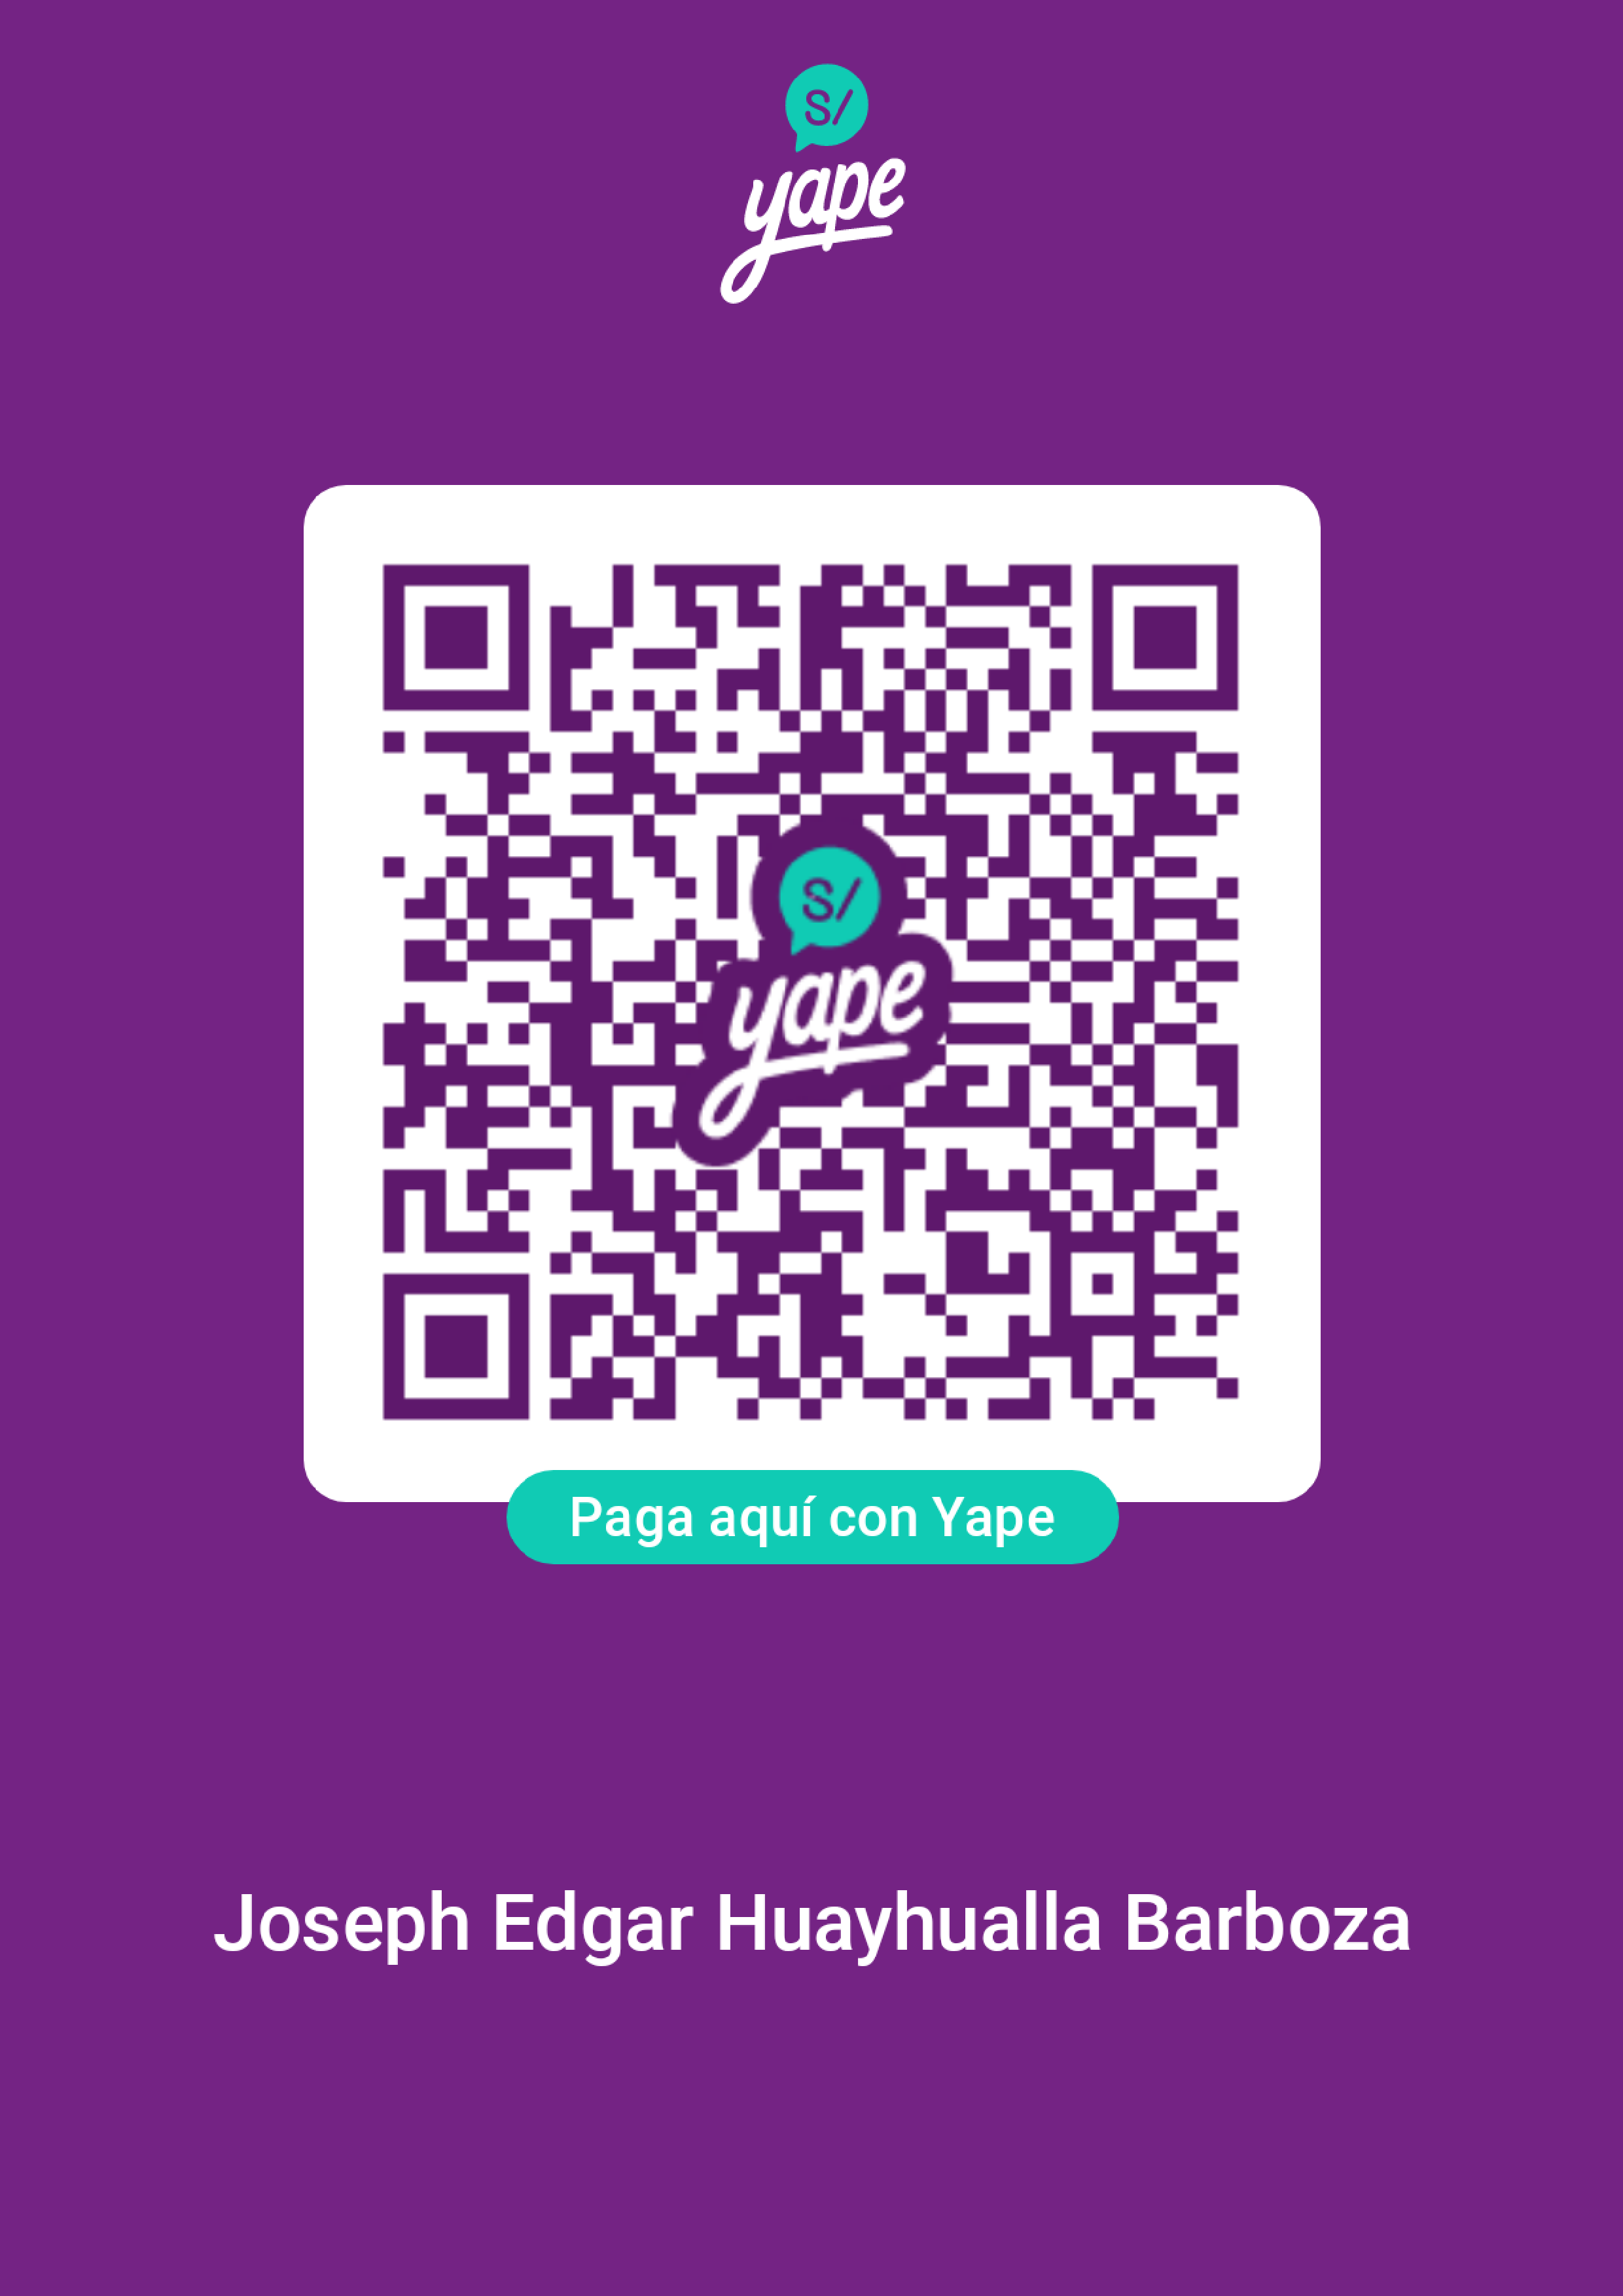 S/
yape
S/
yape
Paga aquí con Yape
Joseph Edgar Huayhualla Barboza